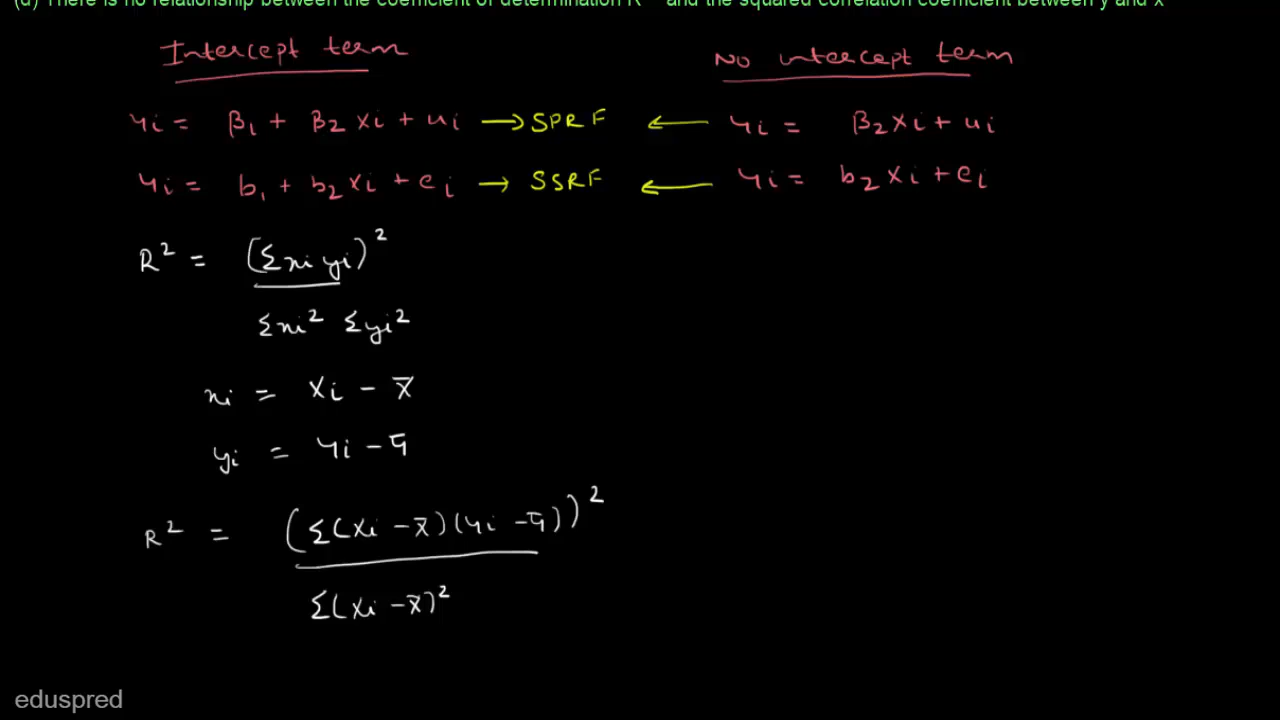 (d) There is no relationship between the coefficient of determination R and the squared correlation coefficient between y and x
Intercept term
No intercept term
Yi = β1 + β2 Xi + ui → SPRF ← Yi = β2 Xi + ui
Yi = b1 + b2 Xi + ei → SSRF ← Yi = b2 Xi + ei
R² = (Σxi yi)²
Σxi² Σyi²
xi = Xi − X̄
yi = Yi − Ȳ
R² = (Σ(Xi − X̄)(Yi − Ȳ))²
Σ(Xi − X̄)²
eduspred